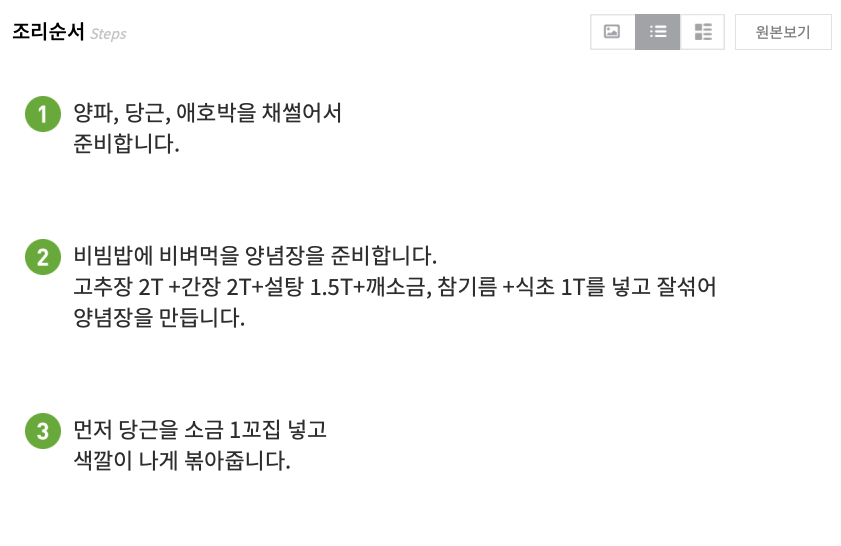 조리순서 Steps
원본보기
1 양파, 당근, 애호박을 채썰어서
준비합니다.
2 비빔밥에 비벼먹을 양념장을 준비합니다.
고추장 2T +간장 2T+설탕 1.5T+깨소금, 참기름 +식초 1T를 넣고 잘섞어
양념장을 만듭니다.
3 먼저 당근을 소금 1꼬집 넣고
색깔이 나게 볶아줍니다.